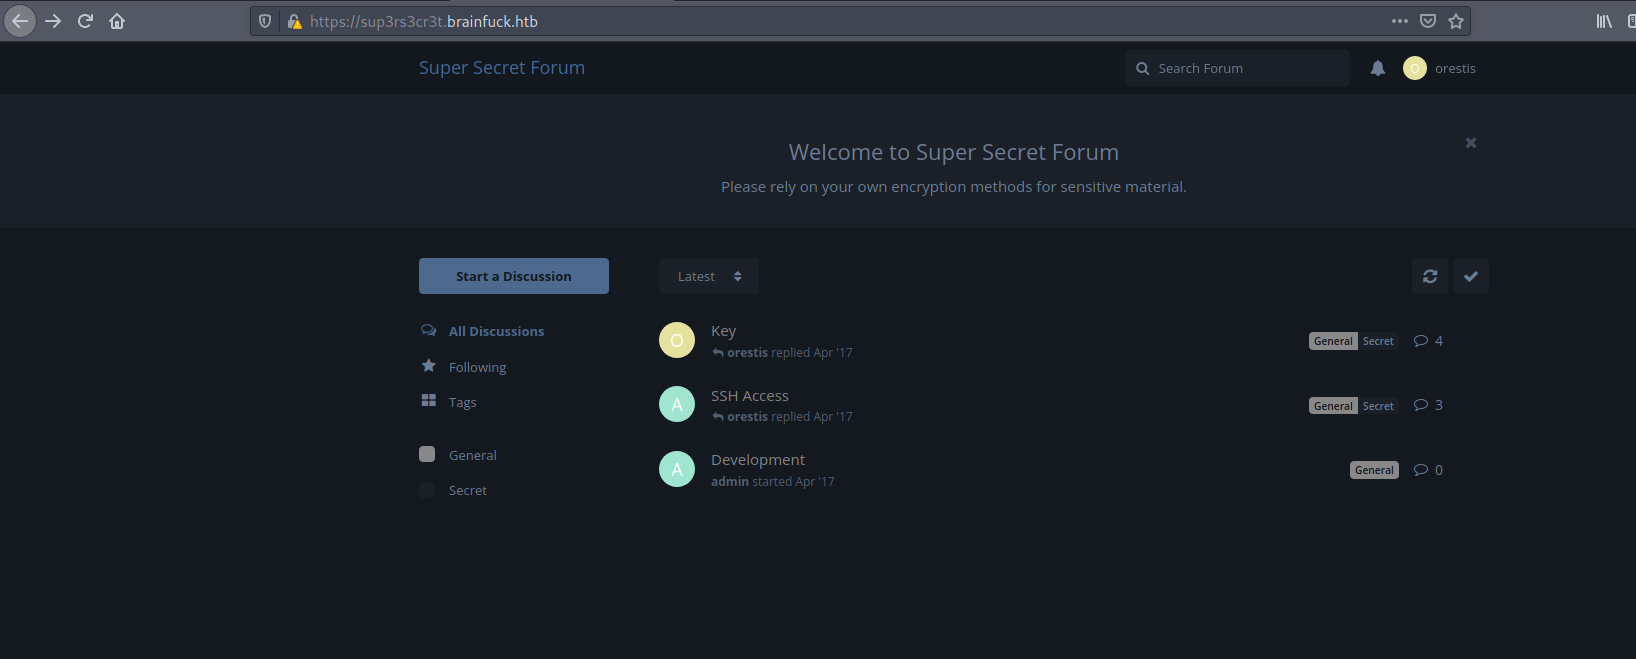 https://sup3rs3cr3t.brainfuck.htb
Super Secret Forum
Search Forum
O
orestis
Welcome to Super Secret Forum
Please rely on your own encryption methods for sensitive material.
Start a Discussion
Latest
All Discussions
Following
Tags
General
Secret
O
Key
orestis replied Apr '17
General Secret
4
A
SSH Access
orestis replied Apr '17
General Secret
3
A
Development
admin started Apr '17
General
0